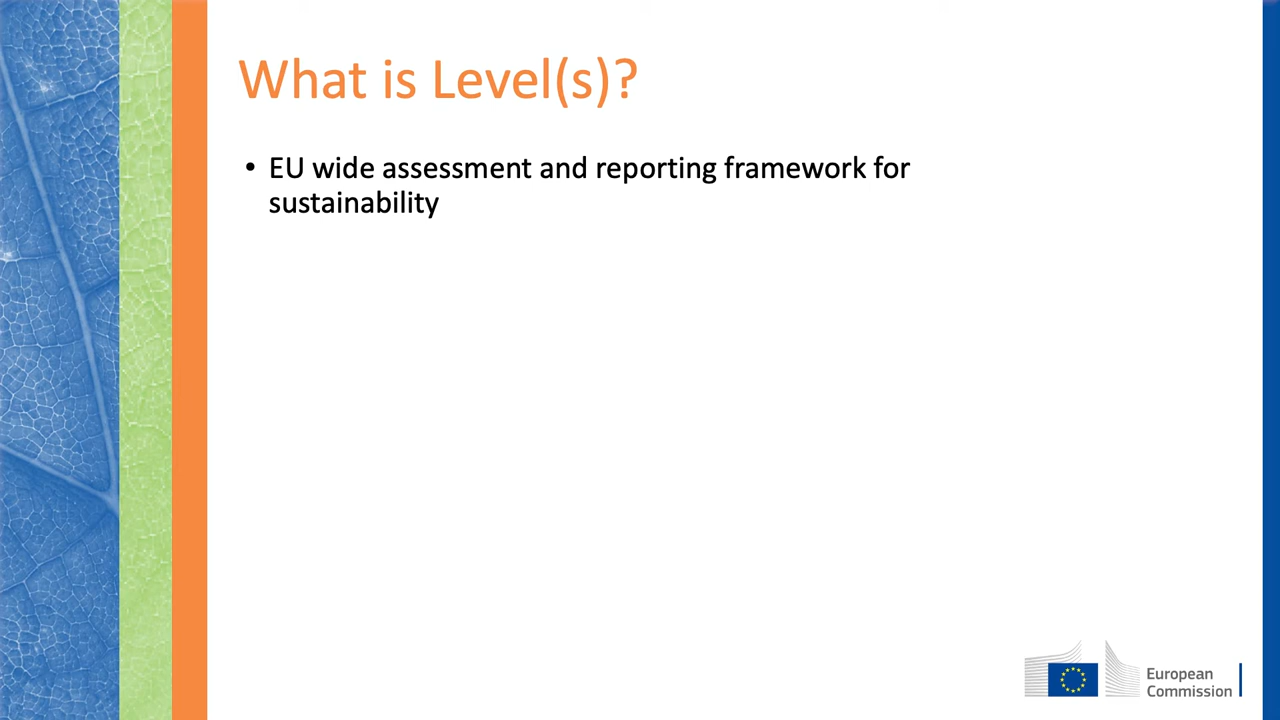 What is Level(s)?
• EU wide assessment and reporting framework for
sustainability
European
Commission